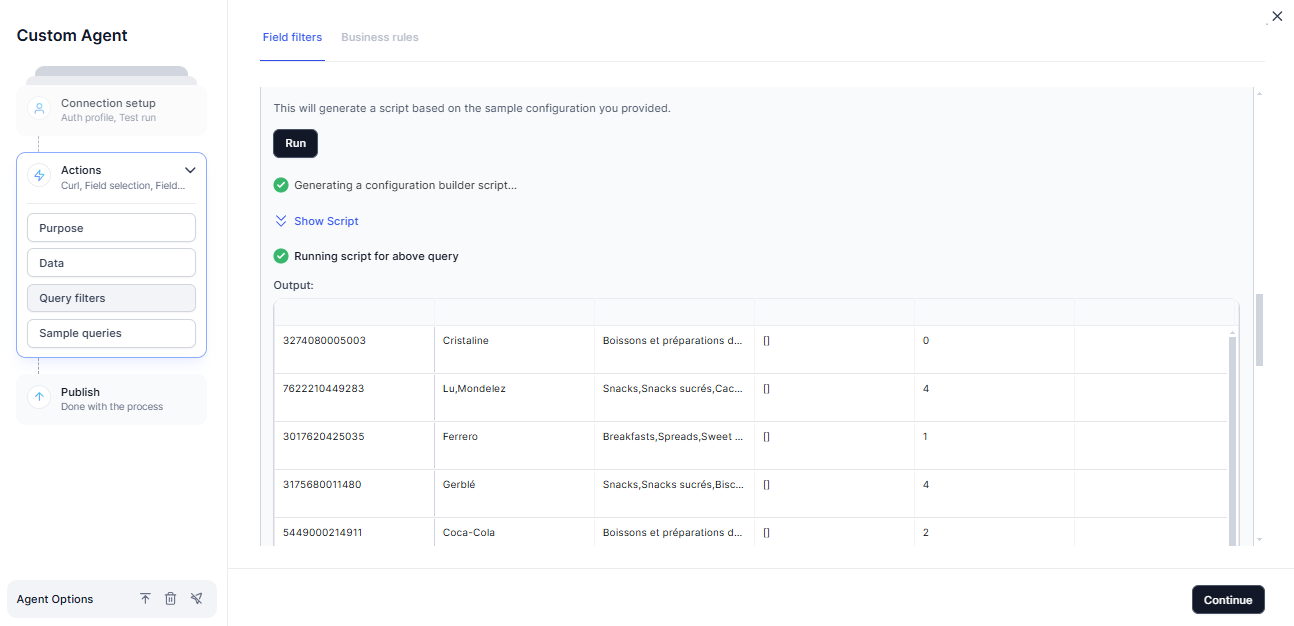 Custom Agent
Connection setup
Auth profile, Test run
Actions
Curl, Field selection, Field...
Purpose
Data
Query filters
Sample queries
Publish
Done with the process
Agent Options
Field filters
Business rules
This will generate a script based on the sample configuration you provided.
Run
Generating a configuration builder script...
Show Script
Running script for above query
Output:
3274080005003 Cristaline Boissons et préparations d... [] 0
7622210449283 Lu,Mondelez Snacks,Snacks sucrés,Cac... [] 4
3017620425035 Ferrero Breakfasts,Spreads,Sweet ... [] 1
3175680011480 Gerblé Snacks,Snacks sucrés,Bisc... [] 4
5449000214911 Coca-Cola Boissons et préparations d... [] 2
Continue